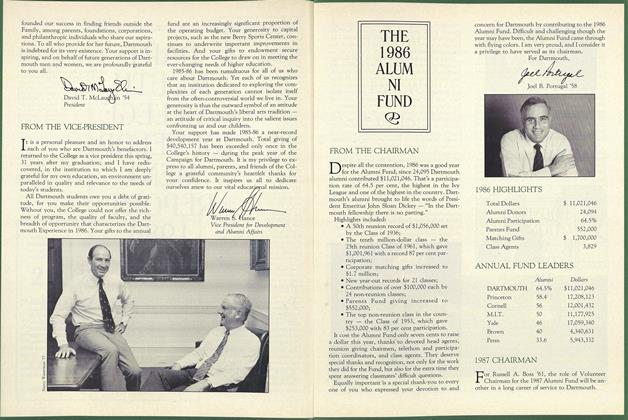 founded our success in finding friends outside the
Family, among parents, foundations, corporations,
and philanthropic individuals who share our aspira-
tions. To all who provide for her future, Dartmouth
is indebted for its very existence. Your support is in-
spiring, and on behalf of future generations of Dart-
mouth men and women, we are profoundly grateful
to you all.
David T. McLaughlin '54
President
FROM THE VICE-PRESIDENT
It is a personal pleasure and an honor to address
each of you who are Dartmouth's benefactors. I
returned to the College as a vice president this spring,
31 years after my graduation; and I have redis-
covered, in the institution to which I am deeply
grateful for my own education, an environment un-
paralleled in quality and relevance to the needs of
today's students.
All Dartmouth students owe you a debt of grati-
tude, for you make their opportunities possible.
Without you, the College could not offer the rich-
ness of program, the quality of faculty, and the
breadth of opportunity that characterizes the Dart-
mouth Experience in 1986. Your gifts to the annual
fund are an increasingly significant proportion of
the operating budget. Your generosity to capital
projects, such as the new Berry Sports Center, con-
tinues to underwrite important improvements in
facilities. And your gifts to endowment secure
resources for the College to draw on in meeting the
ever-changing needs of higher education.
1985-86 has been tumultuous for all of us who
care about Dartmouth. Yet each of us recognizes
that an institution dedicated to exploring the com-
plexities of each generation cannot isolate itself
from the often-controversial world we live in. Your
generosity is thus the outward symbol of an attitude
at the heart of Dartmouth's liberal arts tradition —
an attitude of critical inquiry into the salient issues
confronting us and our children.
Your support has made 1985-86 a near-record
development year at Dartmouth. Total giving of
$40,540,157 has been exceeded only once in the
College's history — during the peak year of the
Campaign for Dartmouth. It is my privilege to ex-
press to all alumni, parents, and friends of the Col-
lege a grateful community's heartfelt thanks for
your confidence. It inspires us all to dedicate
ourselves anew to our vital educational mission.
Warren S. Hance
Vice President for Development
and Alumni Affairs
THE
1986
ALUM
NI
FUND
FROM THE CHAIRMAN
Despite all the contention, 1986 was a good year
for the Alumni Fund, since 24,095 Dartmouth
alumni contributed $11,021,046. That's a participa-
tion rate of 64.5 per cent, the highest in the Ivy
League and one of the highest in the country. Dart-
mouth's alumni brought to life the words of Presi-
dent Emeritus John Sloan Dickey — "In the Dart-
mouth fellowship there is no parting."
Highlights included:
• A 50th reunion record of $1,056,000 set
by the Class of 1936;
• The tenth million-dollar class — the
25th reunion Class of 1961, which gave
$1,001,961 with a record 87 per cent par-
ticipation;
• Corporate matching gifts increased to
$1.7 million;
• New year-out records for 21 classes;
• Contributions of over $100,000 each by
24 non-reunion classes;
• Parents Fund giving increased to
$552,000;
• The top non-reunion class in the coun-
try — the Class of 1953, which gave
$253,000 with 83 per cent participation.
It cost the Alumni Fund only seven cents to raise
a dollar this year, thanks to devoted head agents,
reunion giving chairmen, telethon and participa-
tion coordinators, and class agents. They deserve
special thanks and recognition, not only for the work
they did for the Fund, but also for the extra time they
spent answering classmates' difficult questions.
Equally important is a special thank-you to every
one of you who expressed your devotion to and
concern for Dartmouth by contributing to the 1986
Alumni Fund. Difficult and challenging though the
year may have been, the Alumni Fund came through
with flying colors. I am very proud, and I consider it
a privilege to have served as its chairman.
For Dartmouth,
Joel B. Portugal '58
1986 HIGHLIGHTS
Total Dollars $ 11,021,046
Alumni Donors 24,094
Alumni Participation 64.5%
Parents Fund 552,000
Matching Gifts $ 1,700,000
Class Agents 3,829
ANNUAL FUND LEADERS
Alumni Dollars
DARTMOUTH 64.5% $11,021,046
Princeton 58.4 17,208,123
Cornell 56 12,001,432
M.I.T. 50 11,177,925
Yale 46 17,059,340
Brown 40 4,340,631
Penn 33.6 5,943,332
1987 CHAIRMAN
For Russell A. Boss '61, the role of Volunteer
Chairman for the 1987 Alumni Fund will be an-
other in a long career of service to Dartmouth.